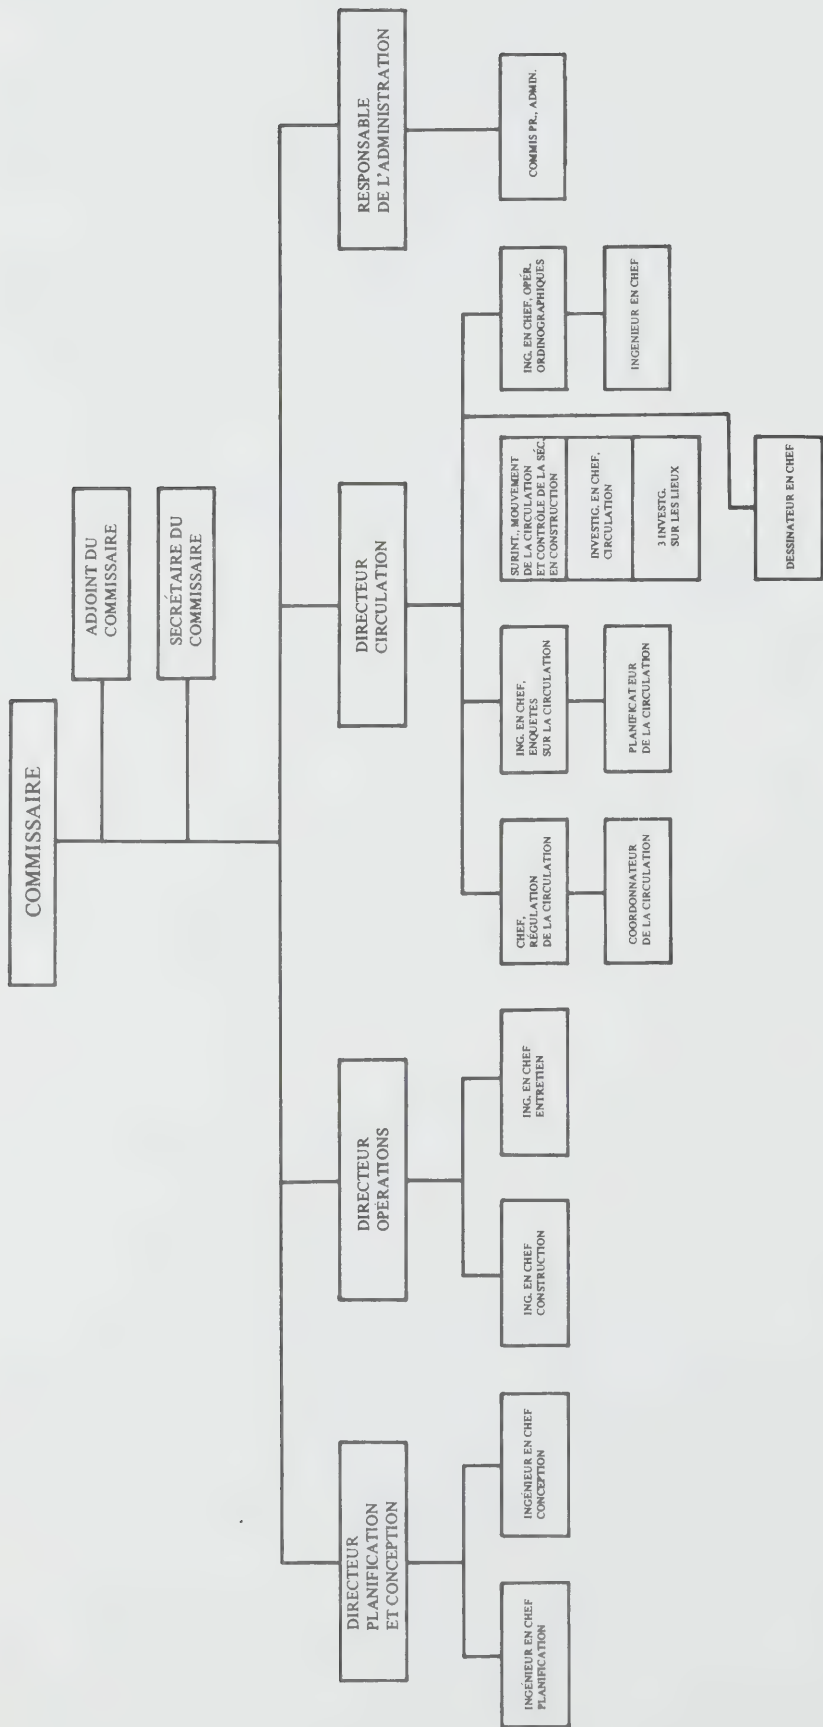 COMMISSAIRE
ADJOINT DU
COMMISSAIRE
SECRÉTAIRE DU
COMMISSAIRE
DIRECTEUR
PLANIFICATION
ET CONCEPTION
DIRECTEUR
OPÉRATIONS
DIRECTEUR
CIRCULATION
RESPONSABLE
DE L'ADMINISTRATION
INGÉNIEUR EN CHEF
PLANIFICATION
INGÉNIEUR EN CHEF
CONCEPTION
ING. EN CHEF
CONSTRUCTION
ING. EN CHEF
ENTRETIEN
CHEF,
RÉGULATION
DE LA CIRCULATION
ING. EN CHEF,
ENQUETES
SUR LA CIRCULATION
SURINT., MOUVEMENT
DE LA CIRCULATION
ET CONTRÔLE DE LA SÉC.
EN CONSTRUCTION
ING. EN CHEF, OPÉR.
ORDINOGRAPHIQUES
COMMIS PR., ADMIN.
COORDONNATEUR
DE LA CIRCULATION
PLANIFICATEUR
DE LA CIRCULATION
INVESTIG. EN CHEF,
CIRCULATION
INGENIEUR EN CHEF
3 INVESTG.
SUR LES LIEUX
DESSINATEUR EN CHEF